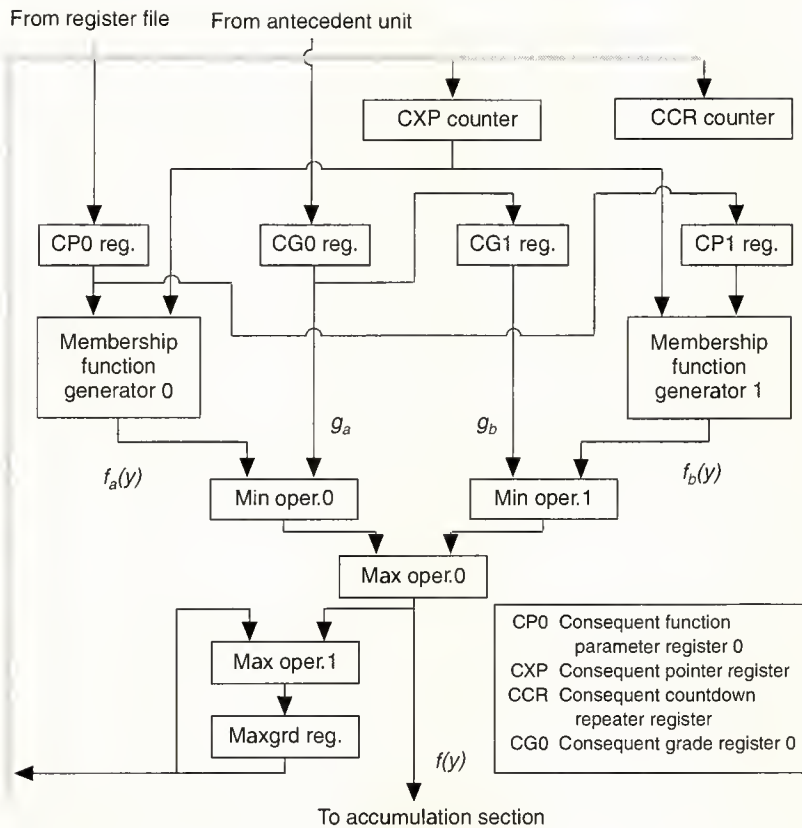 From register file
From antecedent unit
CXP counter
CCR counter
CP0 reg.
CG0 reg.
CG1 reg.
CP1 reg.
Membership
function
generator 0
Membership
function
generator 1
g_a
g_b
f_a(y)
f_b(y)
Min oper.0
Min oper.1
Max oper.0
Max oper.1
Maxgrd reg.
f(y)
To accumulation section
CP0 Consequent function
parameter register 0
CXP Consequent pointer register
CCR Consequent countdown
repeater register
CG0 Consequent grade register 0